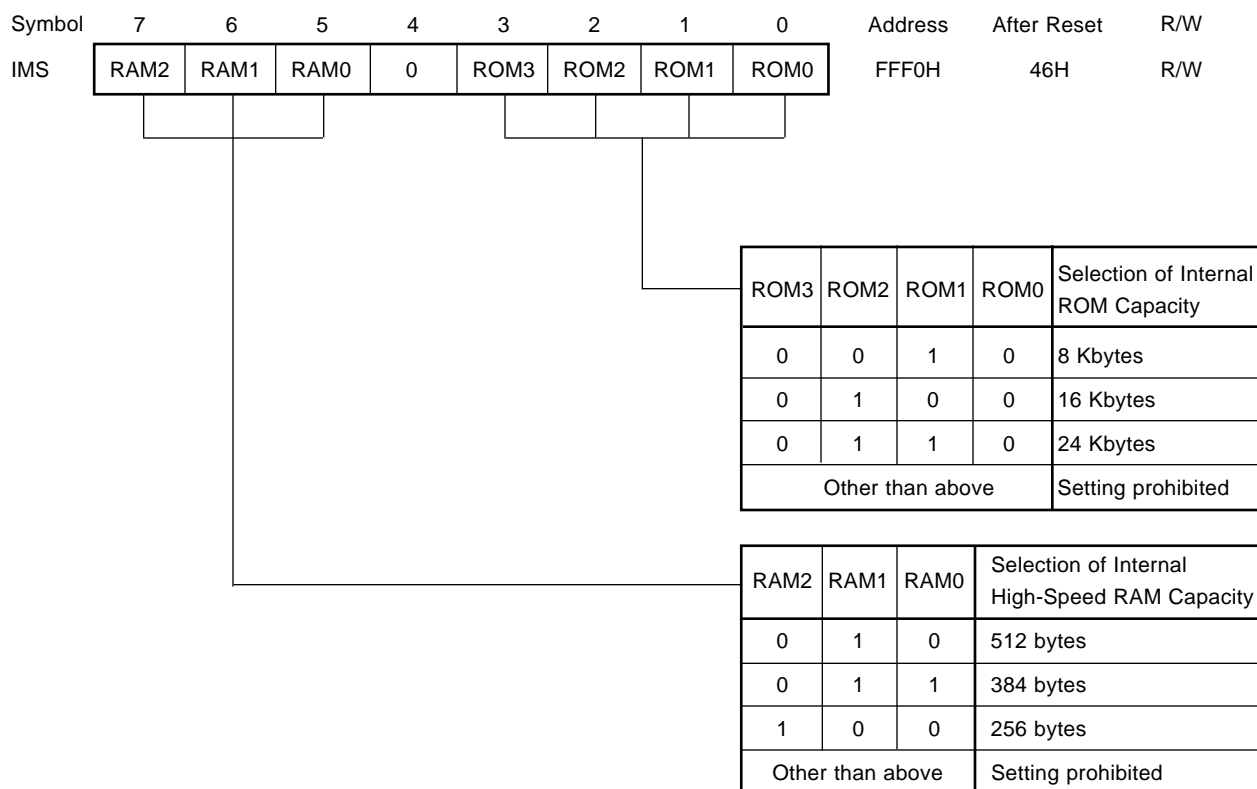 Symbol 7 6 5 4 3 2 1 0 Address After Reset R/W
IMS RAM2 RAM1 RAM0 0 ROM3 ROM2 ROM1 ROM0 FFF0H 46H R/W
ROM3 ROM2 ROM1 ROM0 Selection of Internal
ROM Capacity
0 0 1 0 8 Kbytes
0 1 0 0 16 Kbytes
0 1 1 0 24 Kbytes
Other than above Setting prohibited
RAM2 RAM1 RAM0 Selection of Internal
High-Speed RAM Capacity
0 1 0 512 bytes
0 1 1 384 bytes
1 0 0 256 bytes
Other than above Setting prohibited